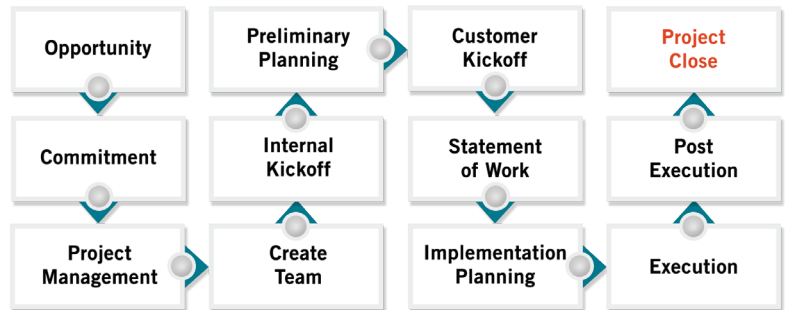 Opportunity
Commitment
Project
Management
Create
Team
Internal
Kickoff
Preliminary
Planning
Customer
Kickoff
Statement
of Work
Implementation
Planning
Execution
Post
Execution
Project
Close